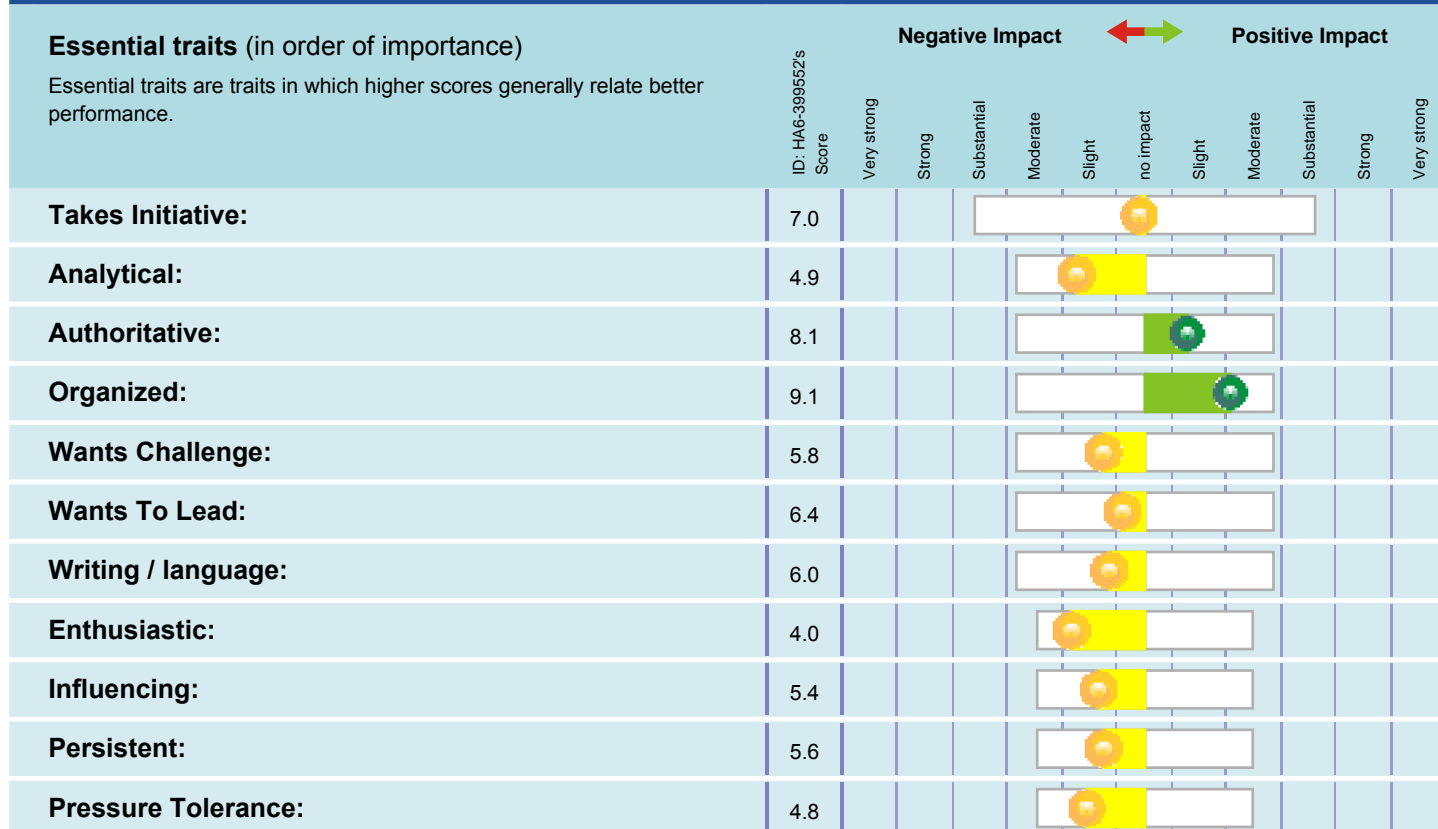 Essential traits (in order of importance)
Essential traits are traits in which higher scores generally relate better
performance.
ID: HA6-399552's
Score
Negative Impact
Positive Impact
Very strong
Strong
Substantial
Moderate
Slight
no impact
Slight
Moderate
Substantial
Strong
Very strong
Takes Initiative: 7.0
Analytical: 4.9
Authoritative: 8.1
Organized: 9.1
Wants Challenge: 5.8
Wants To Lead: 6.4
Writing / language: 6.0
Enthusiastic: 4.0
Influencing: 5.4
Persistent: 5.6
Pressure Tolerance: 4.8